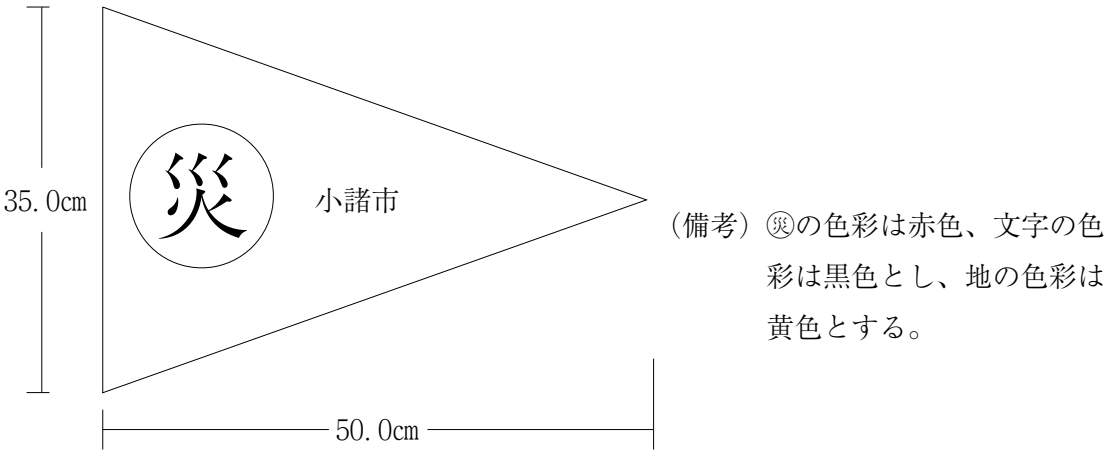 35.0cm
災
小諸市
(備考) ㊋の色彩は赤色、文字の色
彩は黒色とし、地の色彩は
黄色とする。
50.0cm